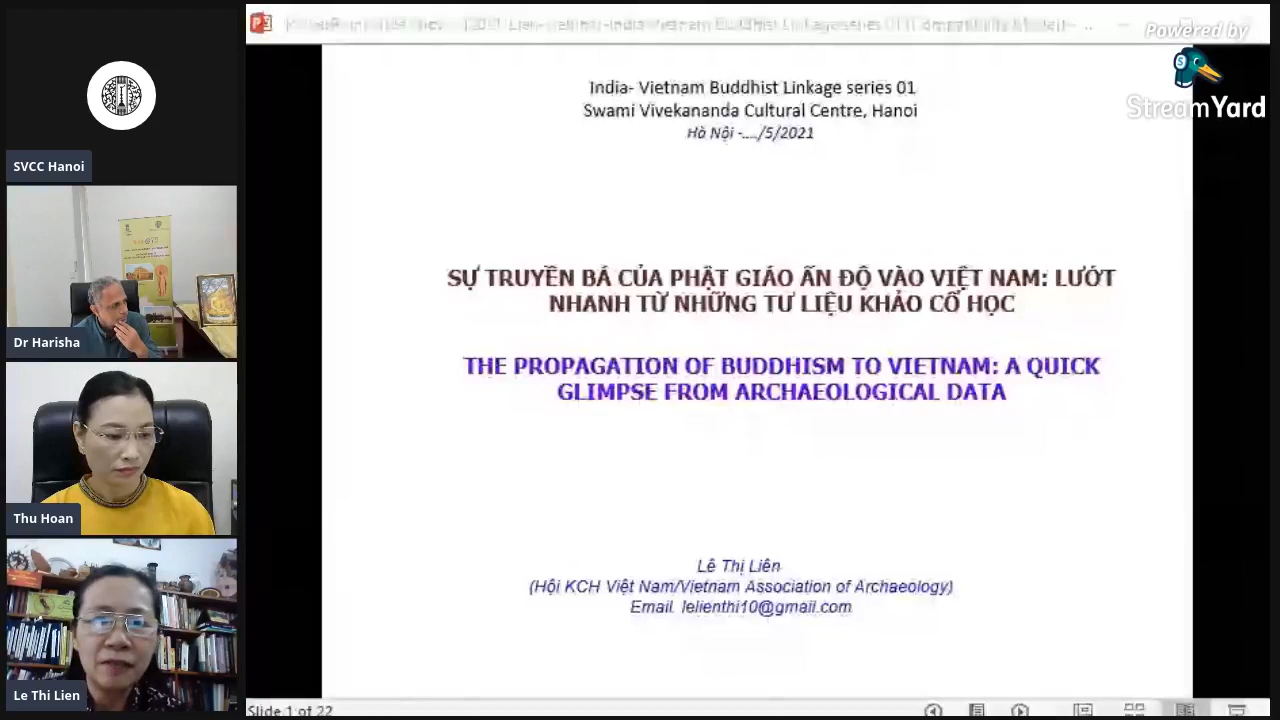 Powered by
StreamYard
India- Vietnam Buddhist Linkage series 01
Swami Vivekananda Cultural Centre, Hanoi
Hà Nội -..../5/2021
SỰ TRUYỀN BÁ CỦA PHẬT GIÁO ẤN ĐỘ VÀO VIỆT NAM: LƯỚT
NHANH TỪ NHỮNG TƯ LIỆU KHẢO CỔ HỌC
THE PROPAGATION OF BUDDHISM TO VIETNAM: A QUICK
GLIMPSE FROM ARCHAEOLOGICAL DATA
Lê Thị Liên
(Hội KCH Việt Nam/Vietnam Association of Archaeology)
Email. lelienthi10@gmail.com
Slide 1 of 22
SVCC Hanoi
Dr Harisha
Thu Hoan
Le Thi Lien